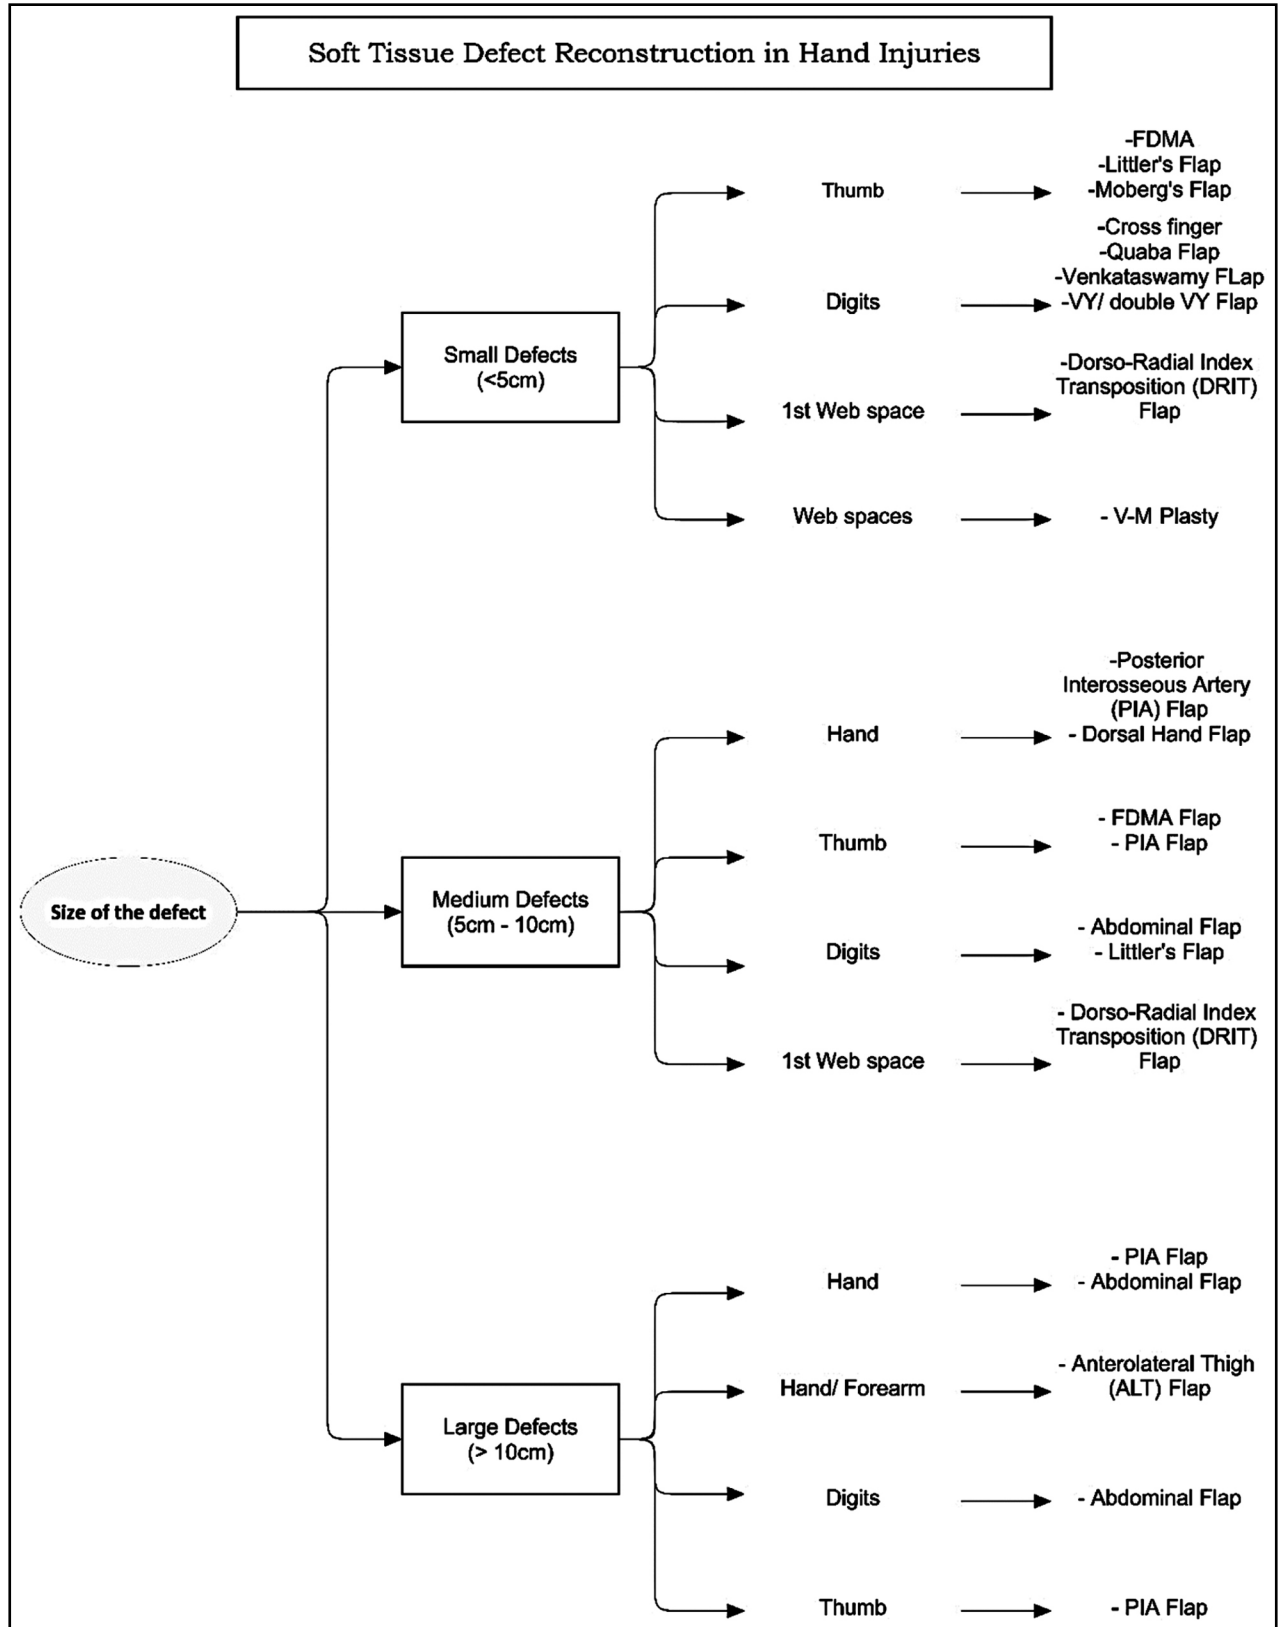 Soft Tissue Defect Reconstruction in Hand Injuries
Size of the defect
Small Defects
(<5cm)
Thumb
-FDMA
-Littler's Flap
-Moberg's Flap
Digits
-Cross finger
-Quaba Flap
-Venkataswamy FLap
-VY/ double VY Flap
1st Web space
-Dorso-Radial Index
Transposition (DRIT)
Flap
Web spaces
- V-M Plasty
Medium Defects
(5cm - 10cm)
Hand
-Posterior
Interosseous Artery
(PIA) Flap
- Dorsal Hand Flap
Thumb
- FDMA Flap
- PIA Flap
Digits
- Abdominal Flap
- Littler's Flap
1st Web space
- Dorso-Radial Index
Transposition (DRIT)
Flap
Large Defects
(> 10cm)
Hand
- PIA Flap
- Abdominal Flap
Hand/ Forearm
- Anterolateral Thigh
(ALT) Flap
Digits
- Abdominal Flap
Thumb
- PIA Flap